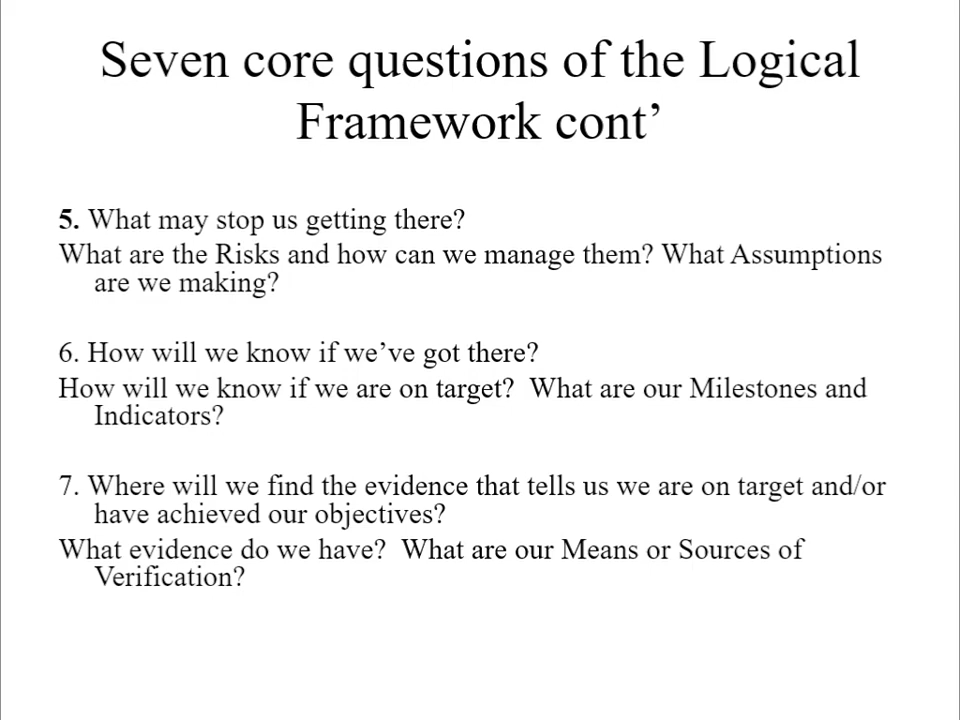 Seven core questions of the Logical
Framework cont’
5. What may stop us getting there?
What are the Risks and how can we manage them? What Assumptions
are we making?
6. How will we know if we’ve got there?
How will we know if we are on target?  What are our Milestones and
Indicators?
7. Where will we find the evidence that tells us we are on target and/or
have achieved our objectives?
What evidence do we have?  What are our Means or Sources of
Verification?